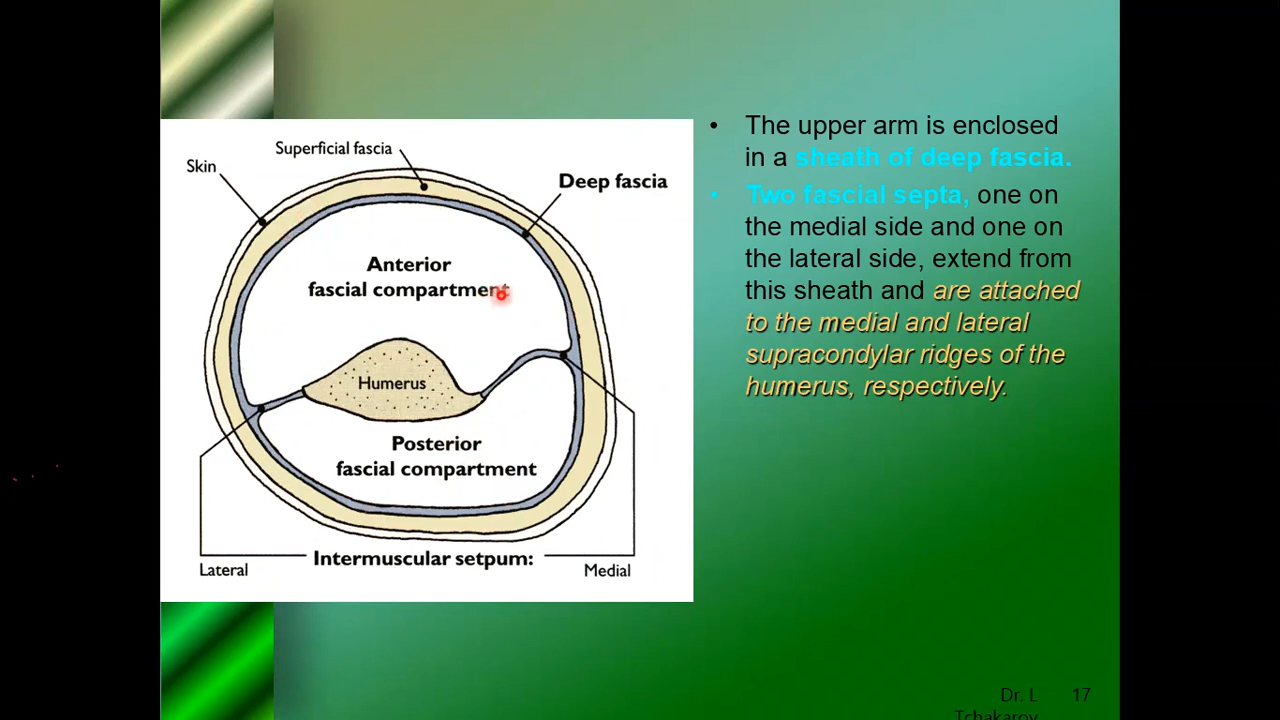 Superficial fascia
Skin
Deep fascia
Anterior
fascial compartment
Humerus
Posterior
fascial compartment
Intermuscular setpum:
Lateral
Medial
• The upper arm is enclosed
in a sheath of deep fascia.
• Two fascial septa, one on
the medial side and one on
the lateral side, extend from
this sheath and are attached
to the medial and lateral
supracondylar ridges of the
humerus, respectively.
Dr. L
Tchakarov
17